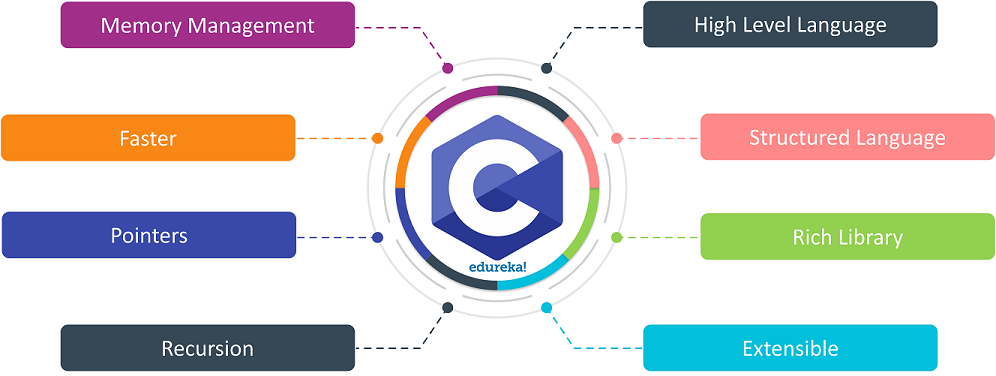 Memory Management
High Level Language
Faster
Structured Language
Pointers
Rich Library
edureka!
Recursion
Extensible